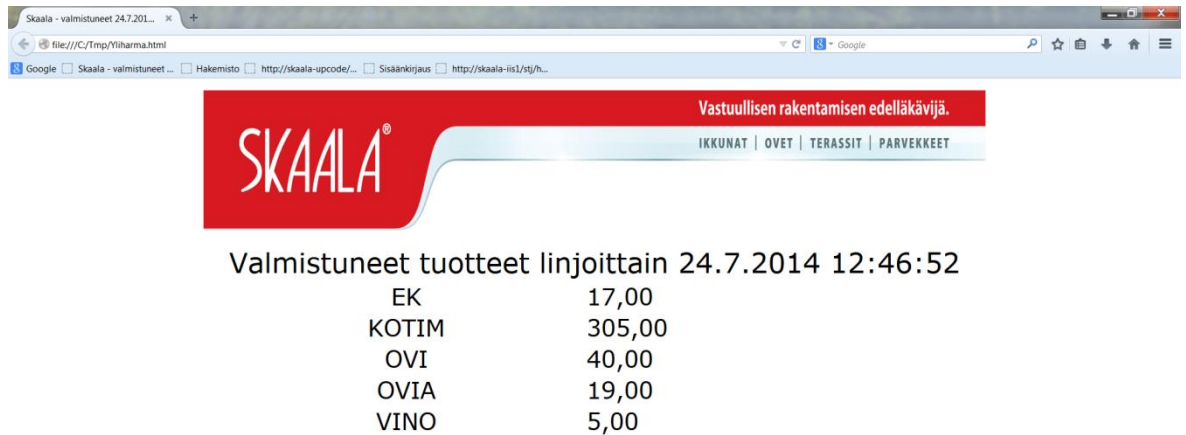 Skaala - valmistuneet 24.7.201...
file:///C:/Tmp/Yliharma.html
Google
Google Skaala - valmistuneet ... Hakemisto http://skaala-upcode/... Sisäänkirjaus http://skaala-iis1/stj/h...
Vastuullisen rakentamisen edelläkävijä.
IKKUNAT | OVET | TERASSIT | PARVEKKEET
SKAALA®
Valmistuneet tuotteet linjoittain 24.7.2014 12:46:52
EK 17,00
KOTIM 305,00
OVI 40,00
OVIA 19,00
VINO 5,00